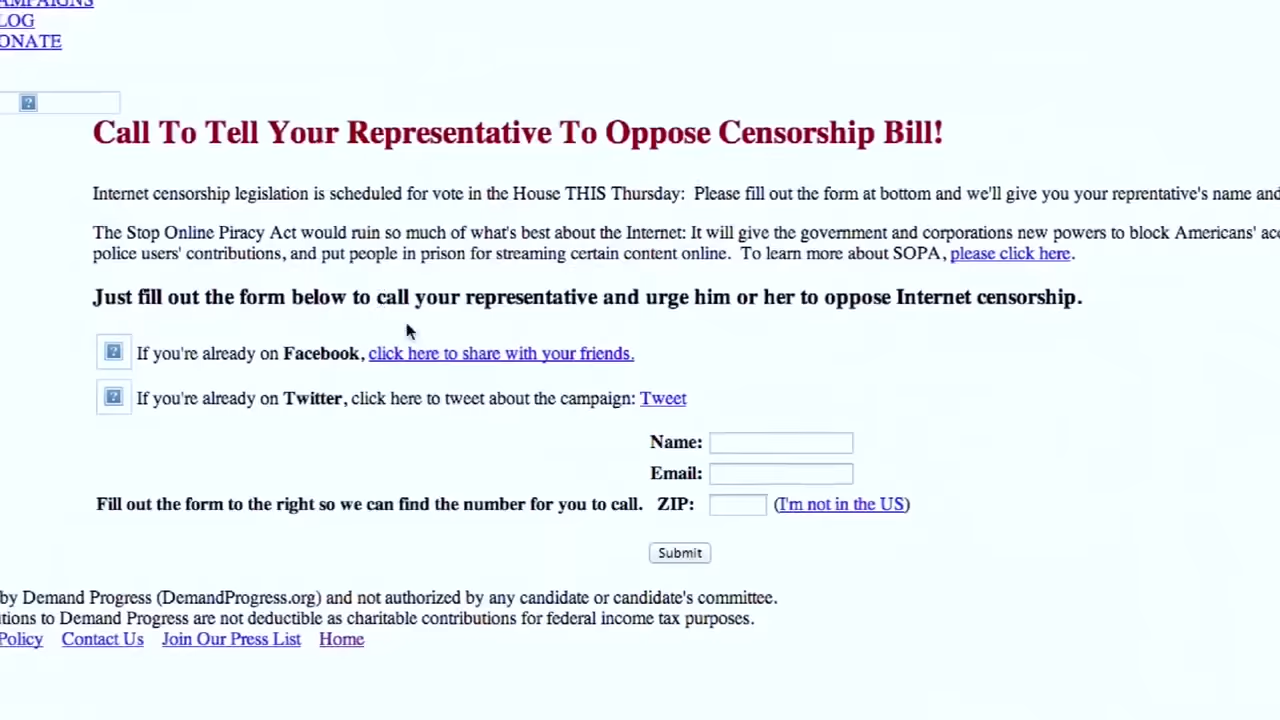 CAMPAIGNS
LOG
ONATE
Call To Tell Your Representative To Oppose Censorship Bill!
Internet censorship legislation is scheduled for vote in the House THIS Thursday: Please fill out the form at bottom and we'll give you your reprentative's name and
The Stop Online Piracy Act would ruin so much of what's best about the Internet: It will give the government and corporations new powers to block Americans'
police users' contributions, and put people in prison for streaming certain content online. To learn more about SOPA, please click here.
Just fill out the form below to call your representative and urge him or her to oppose Internet censorship.
If you're already on Facebook, click here to share with your friends.
If you're already on Twitter, click here to tweet about the campaign: Tweet
Name:
Email:
Fill out the form to the right so we can find the number for you to call. ZIP: (I'm not in the US)
Submit
by Demand Progress (DemandProgress.org) and not authorized by any candidate or candidate's committee.
tions to Demand Progress are not deductible as charitable contributions for federal income tax purposes.
Policy Contact Us Join Our Press List Home